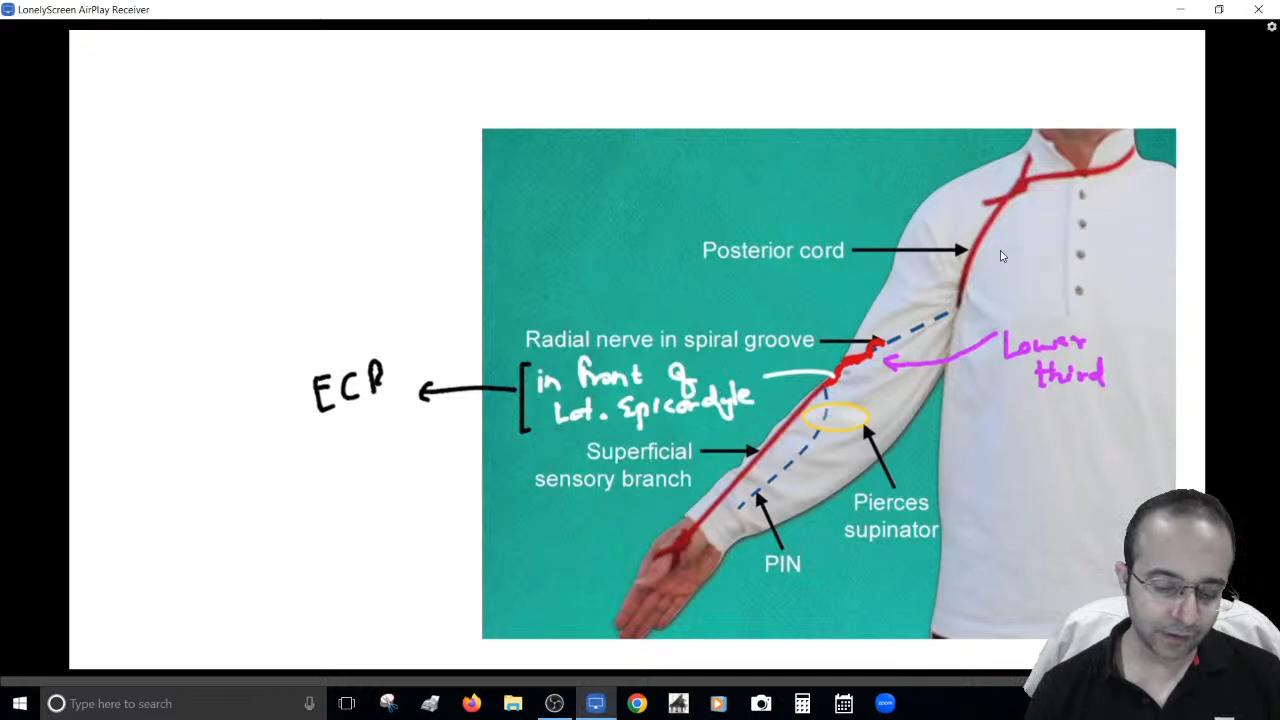 LonelyScreen AirPlay Receiver
Posterior cord
Radial nerve in spiral groove
in front of
Lat. Epicondyle
Lower
third
ECR
Superficial
sensory branch
Pierces
supinator
PIN
Type here to search
zoom